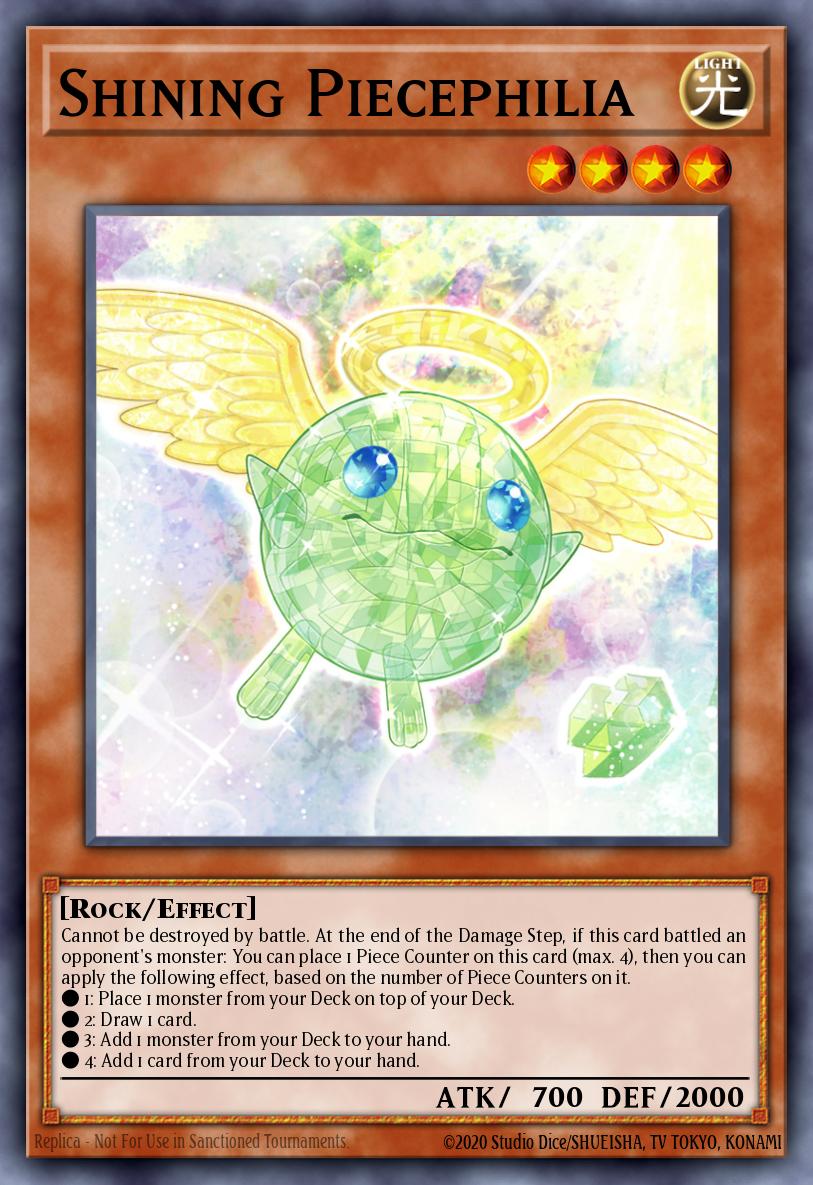 Shining Piecephilia
LIGHT
光
[Rock/Effect]
Cannot be destroyed by battle. At the end of the Damage Step, if this card battled an
opponent's monster: You can place 1 Piece Counter on this card (max. 4), then you can
apply the following effect, based on the number of Piece Counters on it.
● 1: Place 1 monster from your Deck on top of your Deck.
● 2: Draw 1 card.
● 3: Add 1 monster from your Deck to your hand.
● 4: Add 1 card from your Deck to your hand.
ATK/ 700 DEF/2000
Replica - Not For Use in Sanctioned Tournaments.
©2020 Studio Dice/SHUEISHA, TV TOKYO, KONAMI